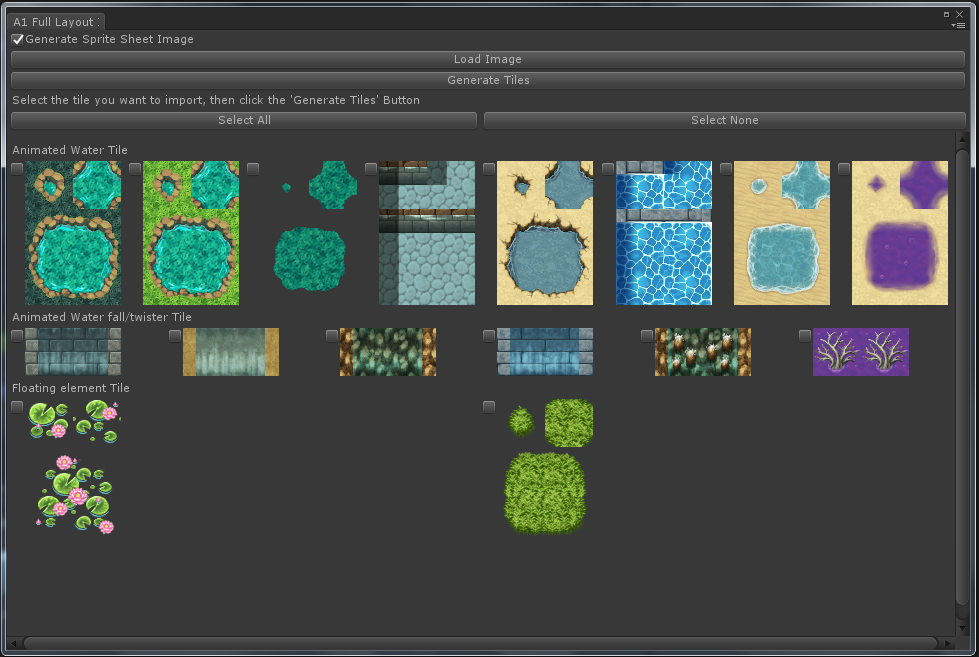 A1 Full Layout :
Generate Sprite Sheet Image
Load Image
Generate Tiles
Select the tile you want to import, then click the 'Generate Tiles' Button
Select All
Select None
Animated Water Tile
Animated Water fall/twister Tile
Floating element Tile